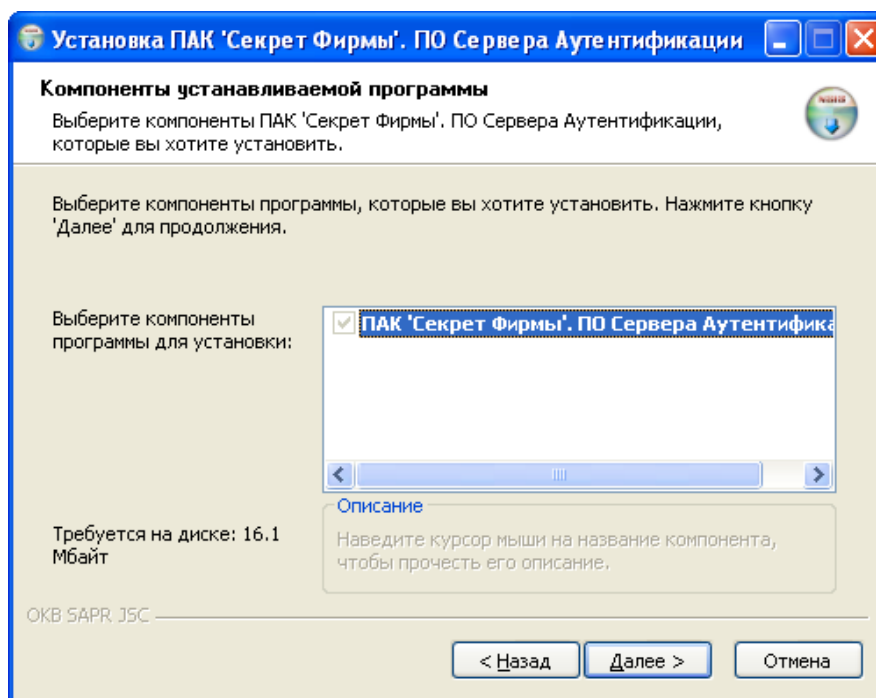 Установка ПАК 'Секрет Фирмы'. ПО Сервера Аутентификации
Компоненты устанавливаемой программы
Выберите компоненты ПАК 'Секрет Фирмы'. ПО Сервера Аутентификации,
которые вы хотите установить.
Выберите компоненты программы, которые вы хотите установить. Нажмите кнопку
'Далее' для продолжения.
Выберите компоненты
программы для установки:
ПАК 'Секрет Фирмы'. ПО Сервера Аутентифика
Описание
Наведите курсор мыши на название компонента,
чтобы прочесть его описание.
Требуется на диске: 16.1
Мбайт
OKB SAPR JSC
< Назад
Далее >
Отмена